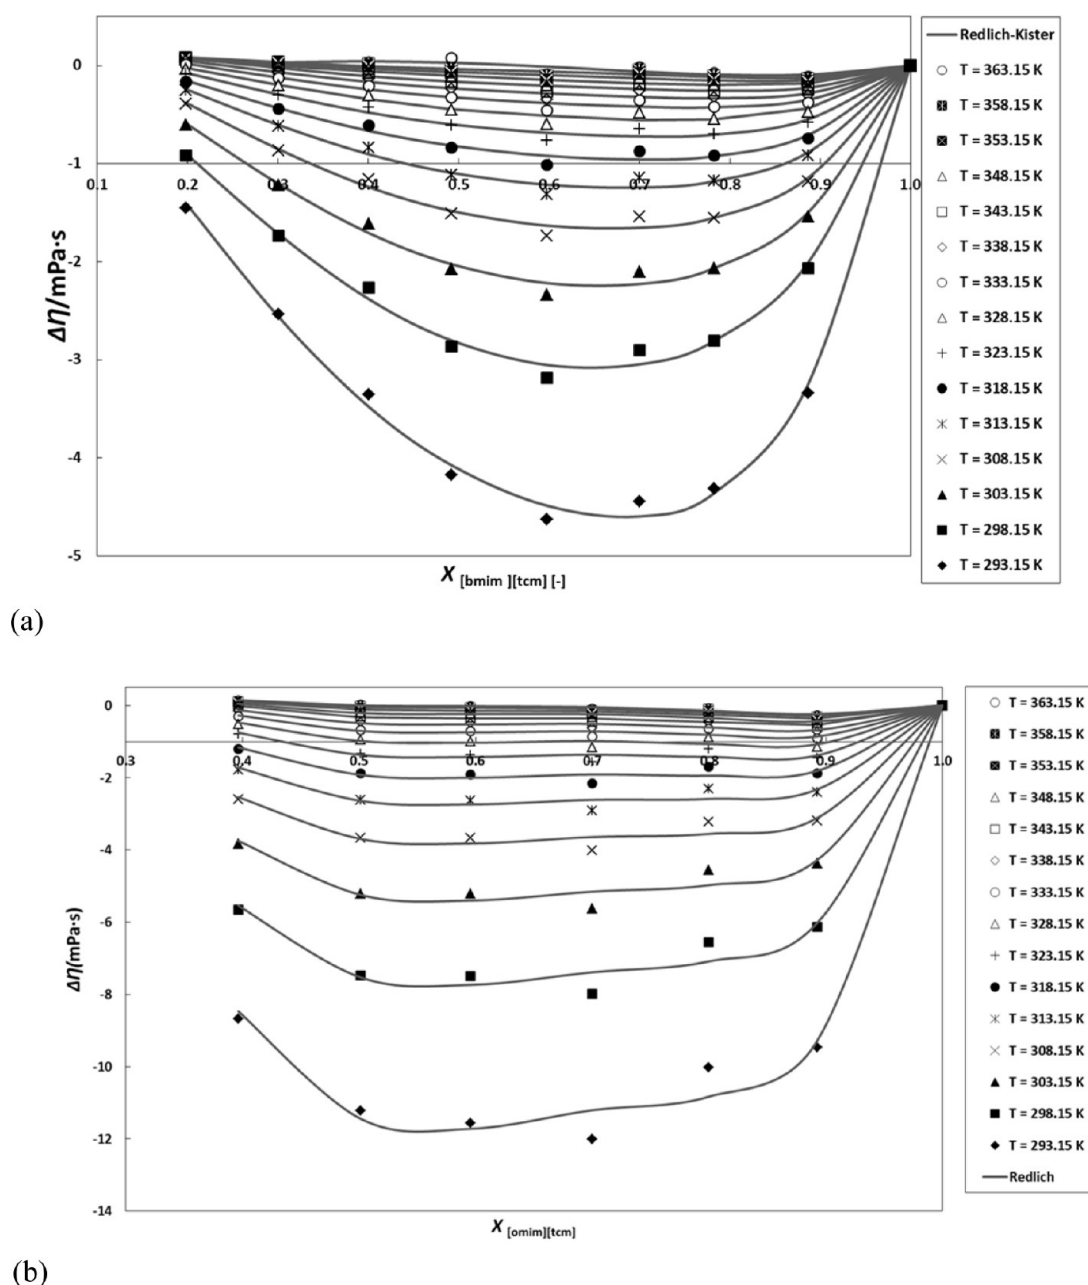 0
-1
-2
-3
-4
-5
0.1 0.2 0.3 0.4 0.5 0.6 0.7 0.8 0.9 1.0
Δη/mPa·s
X [bmim ][tcm] [-]
Redlich-Kister
T = 363.15 K
T = 358.15 K
T = 353.15 K
T = 348.15 K
T = 343.15 K
T = 338.15 K
T = 333.15 K
T = 328.15 K
T = 323.15 K
T = 318.15 K
T = 313.15 K
T = 308.15 K
T = 303.15 K
T = 298.15 K
T = 293.15 K
(a)
0
-2
-4
-6
-8
-10
-12
-14
0.3 0.4 0.5 0.6 0.7 0.8 0.9 1.0
Δη(mPa·s)
X [omim][tcm]
T = 363.15 K
T = 358.15 K
T = 353.15 K
T = 348.15 K
T = 343.15 K
T = 338.15 K
T = 333.15 K
T = 328.15 K
T = 323.15 K
T = 318.15 K
T = 313.15 K
T = 308.15 K
T = 303.15 K
T = 298.15 K
T = 293.15 K
Redlich
(b)